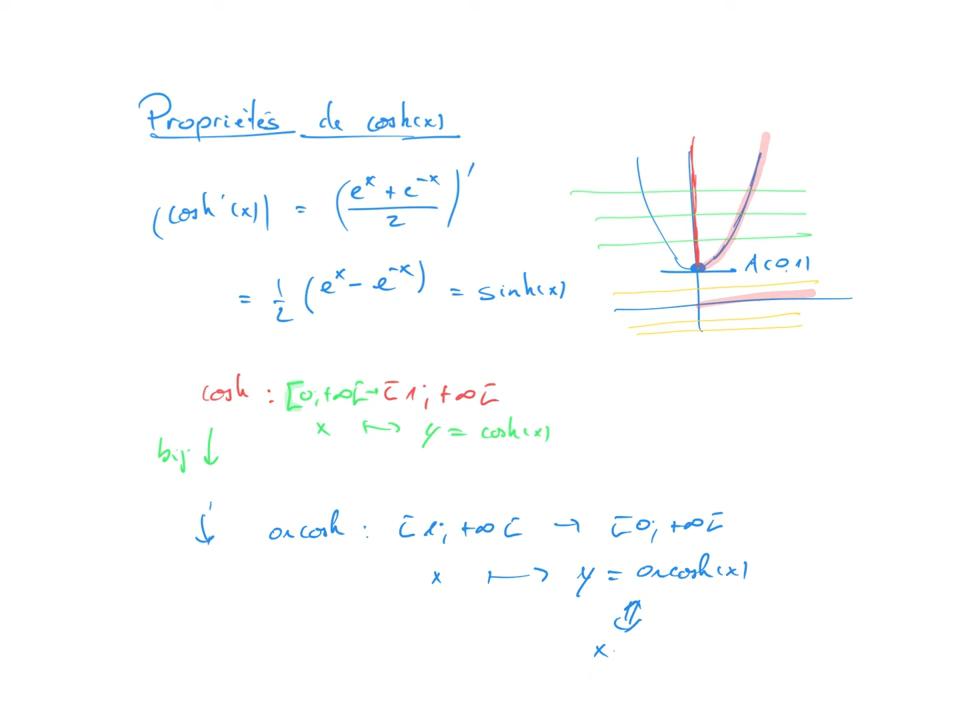 Propriétés de cosh(x)
(cosh'(x)) = ((e^x + e^-x)/2)'
= 1/2 (e^x - e^-x) = sinh(x)
A(0,1)
cosh : [0;+∞[ → [1;+∞[
x ↦ y = cosh(x)
bij ↓
↓ arcosh : [1;+∞[ → [0;+∞[
x ↦ y = arcosh(x)
⇕
x